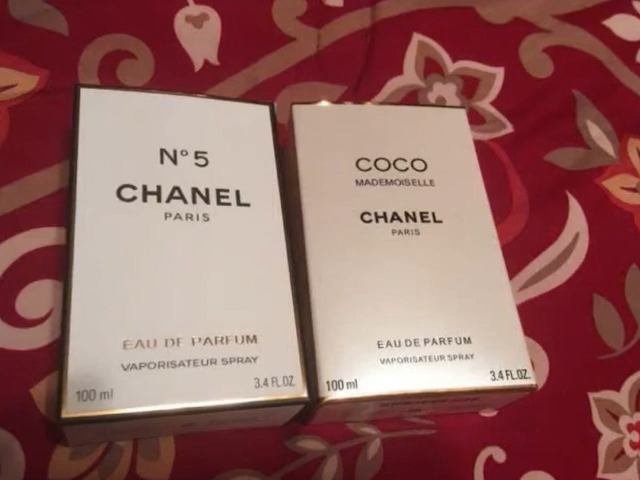 N°5
CHANEL
PARIS
EAU DE PARFUM
VAPORISATEUR SPRAY
100 ml
3.4 FL.OZ.
COCO
MADEMOISELLE
CHANEL
PARIS
EAU DE PARFUM
VAPORISATEUR SPRAY
100 ml
3.4 FL.OZ.